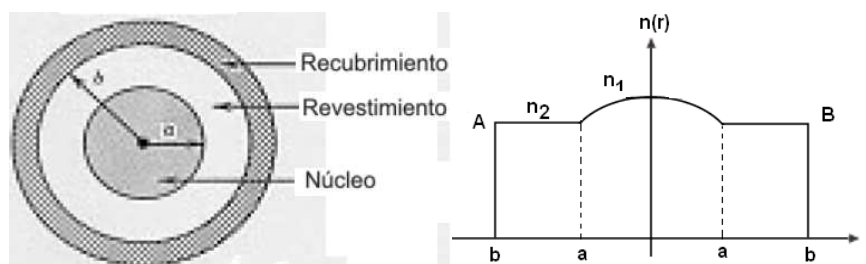 b
a
Recubrimiento
Revestimiento
Núcleo
n(r)
n1
A n2 B
b a a b